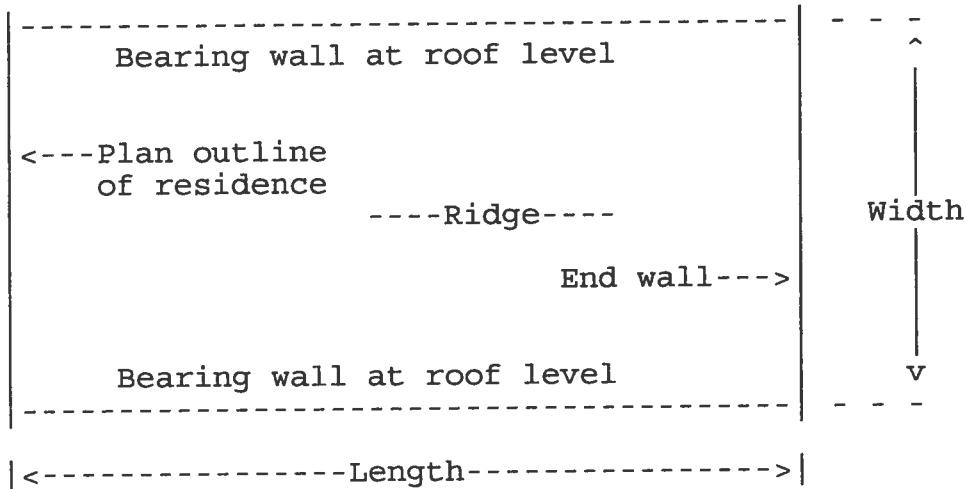 Bearing wall at roof level
^
<---Plan outline
of residence
----Ridge----
Width
End wall--->
Bearing wall at roof level
v
|<-----------------Length----------------->|